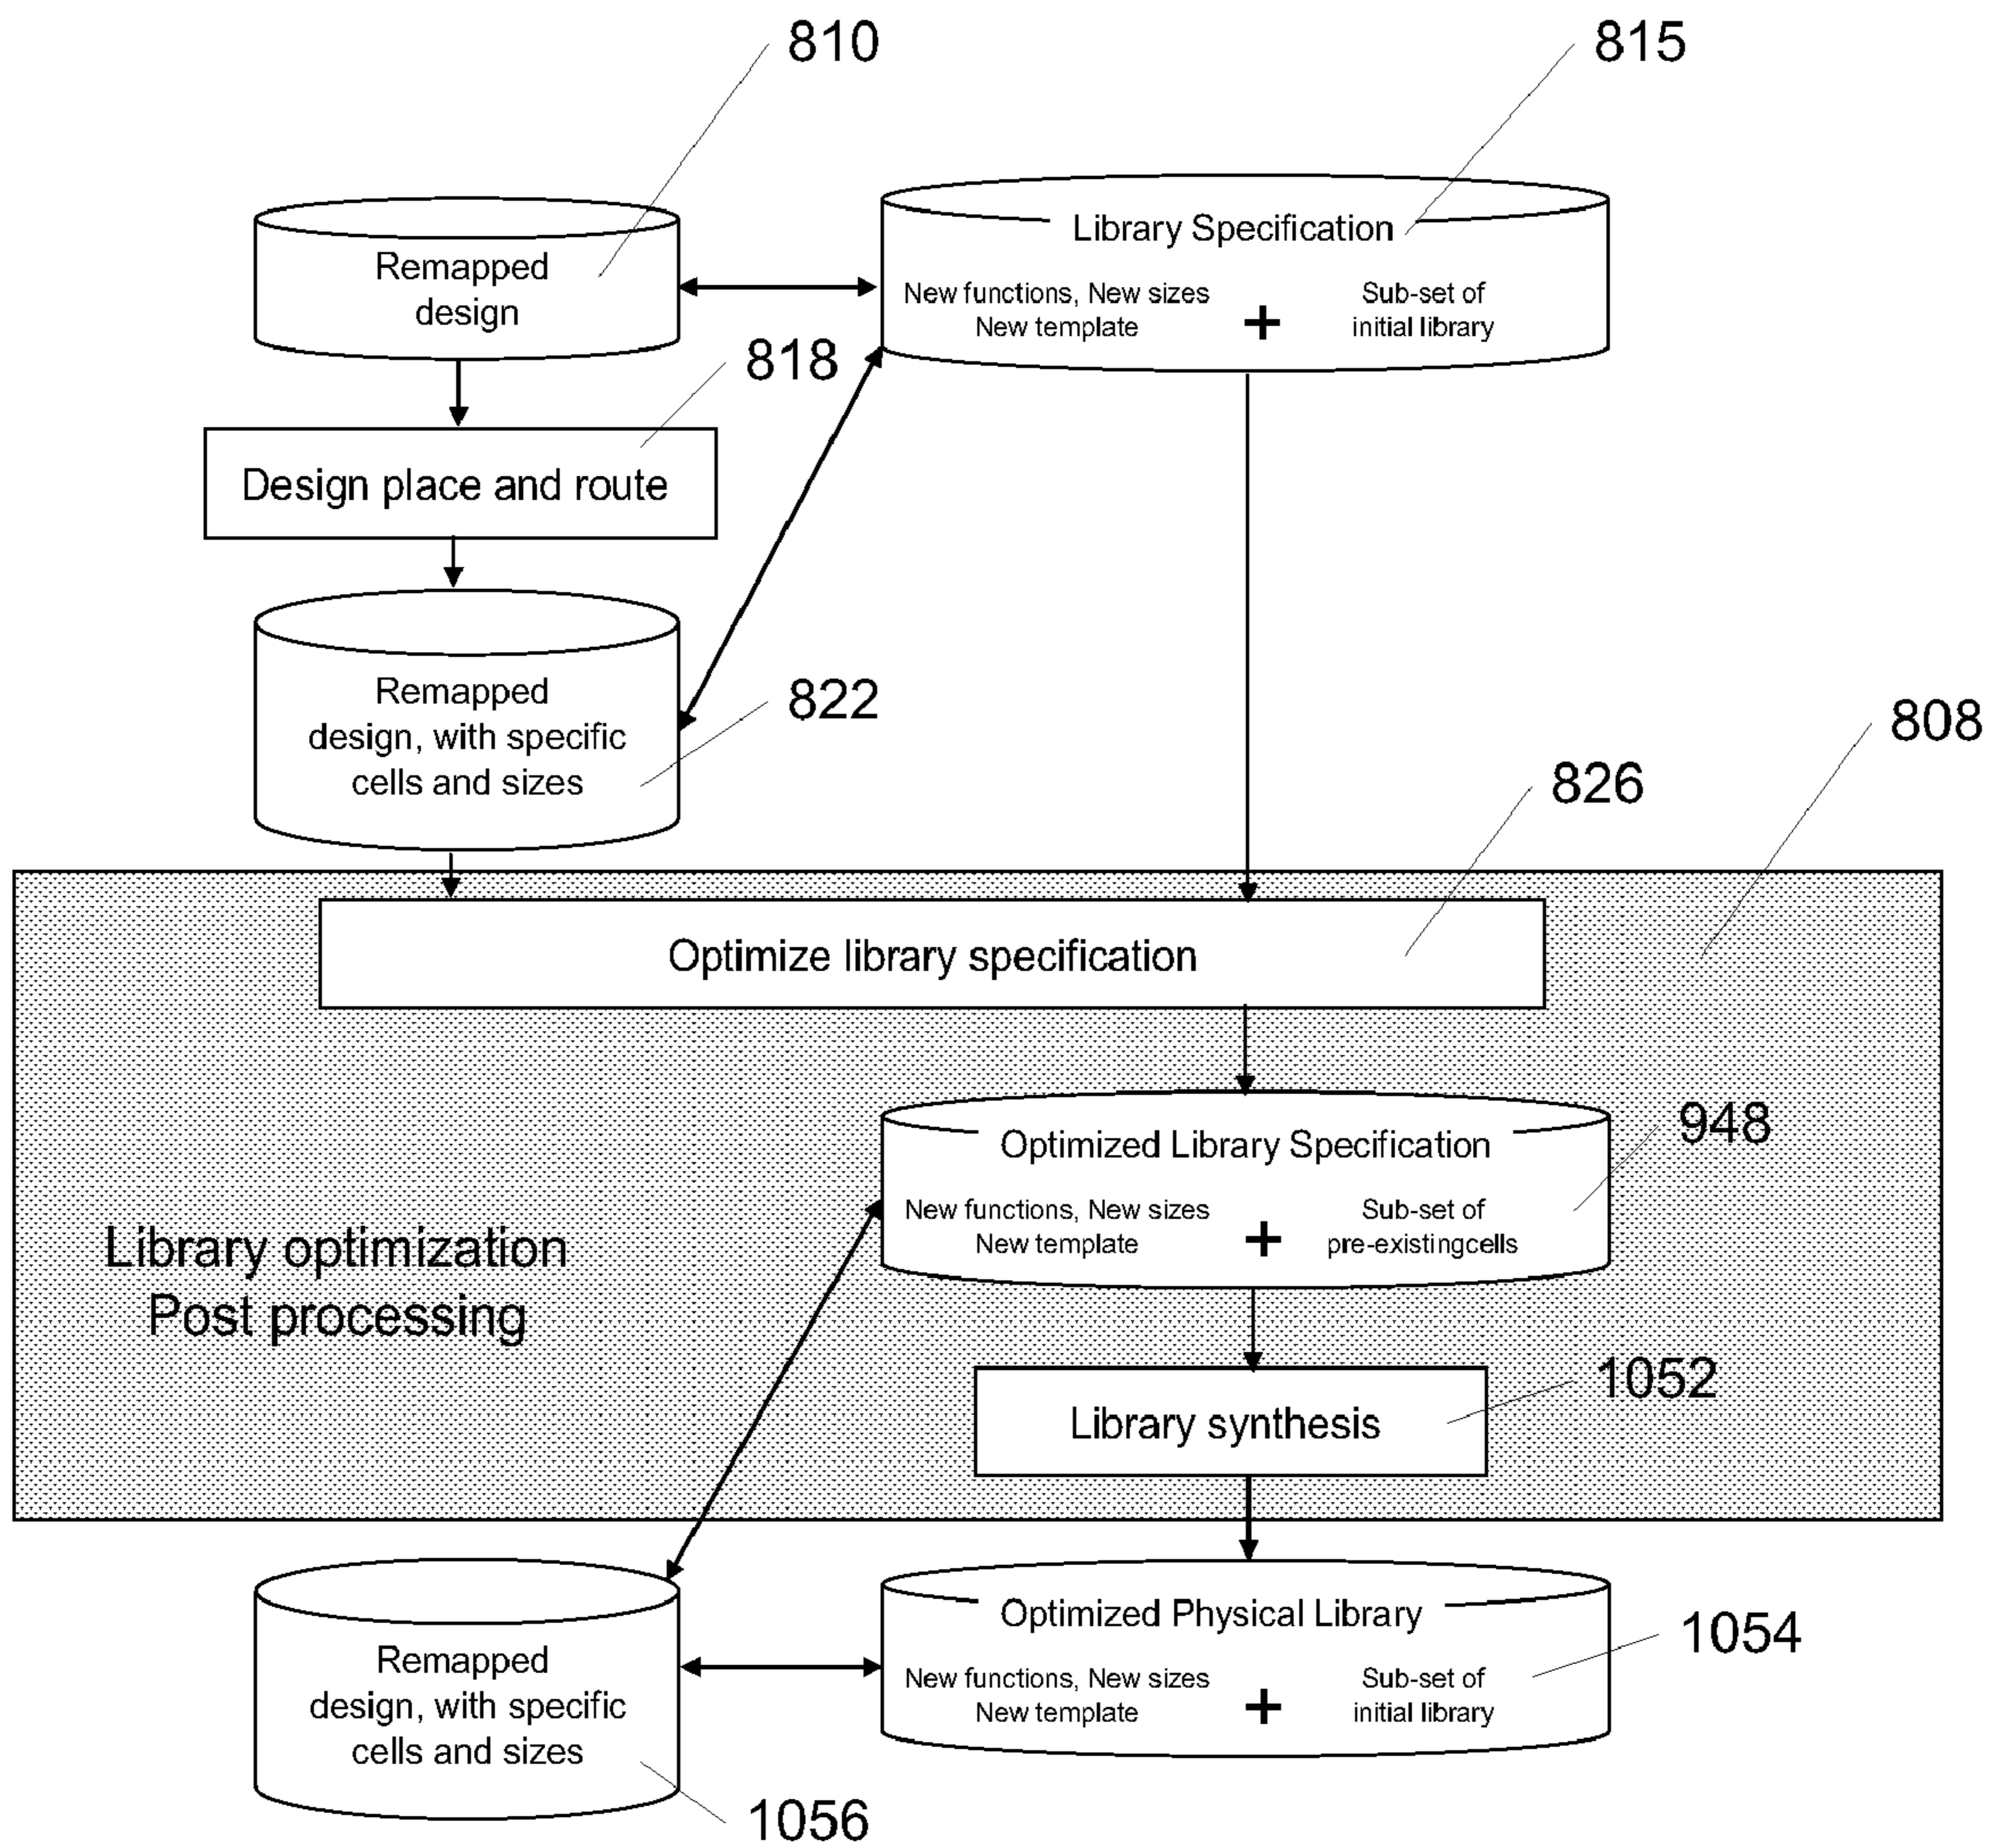 810
815
Remapped
design
Library Specification
New functions, New sizes
New template
+
Sub-set of
initial library
818
Design place and route
Remapped
design, with specific
cells and sizes
822
808
826
Optimize library specification
948
Optimized Library Specification
New functions, New sizes
New template
+
Sub-set of
pre-existingcells
Library optimization
Post processing
1052
Library synthesis
Optimized Physical Library
New functions, New sizes
New template
+
Sub-set of
initial library
1054
Remapped
design, with specific
cells and sizes
1056